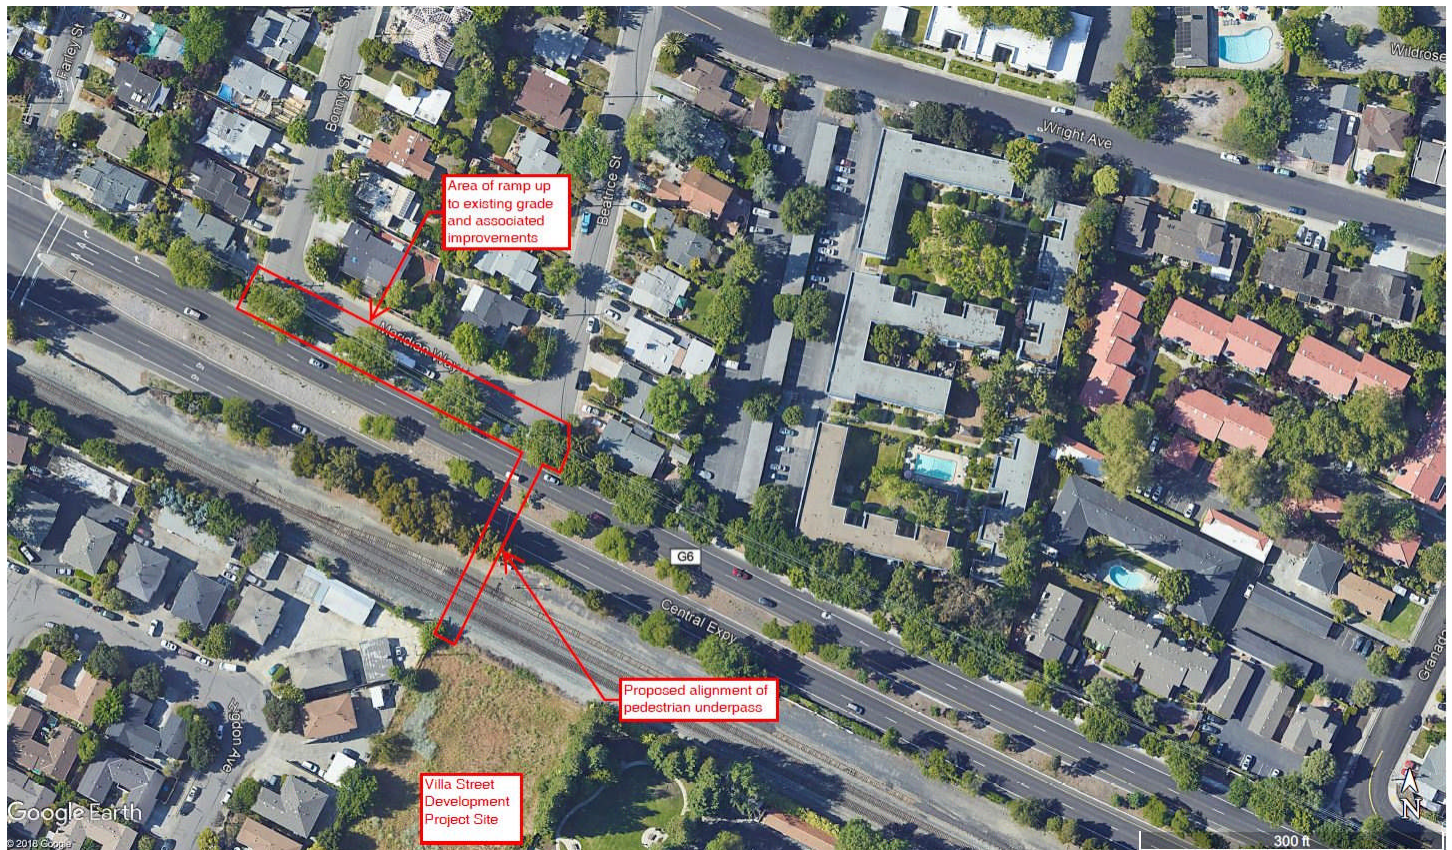 Farley St
Bonny St
Beatrice St
Wright Ave
Wildrose
Area of ramp up
to existing grade
and associated
improvements
Meridian Way
G6
Central Expy
Proposed alignment of
pedestrian underpass
Granada
Villa Street
Development
Project Site
Google Earth
© 2018 Google
N
300 ft